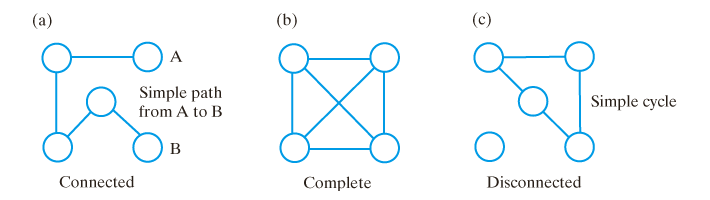 (a)
A
Simple path
from A to B
B
Connected
(b)
Complete
(c)
Simple cycle
Disconnected